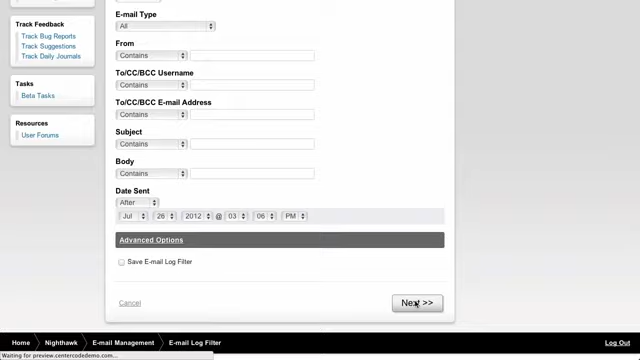 Track Feedback
Track Bug Reports
Track Suggestions
Track Daily Journals
Tasks
Beta Tasks
Resources
User Forums
E-mail Type
All
From
Contains
To/CC/BCC Username
Contains
To/CC/BCC E-mail Address
Contains
Subject
Contains
Body
Contains
Date Sent
After
Jul 26 2012 @ 03 06 PM
Advanced Options
Save E-mail Log Filter
Cancel Next >>
Home Nighthawk E-mail Management E-mail Log Filter Log Out
Waiting for preview.centercodedemo.com...